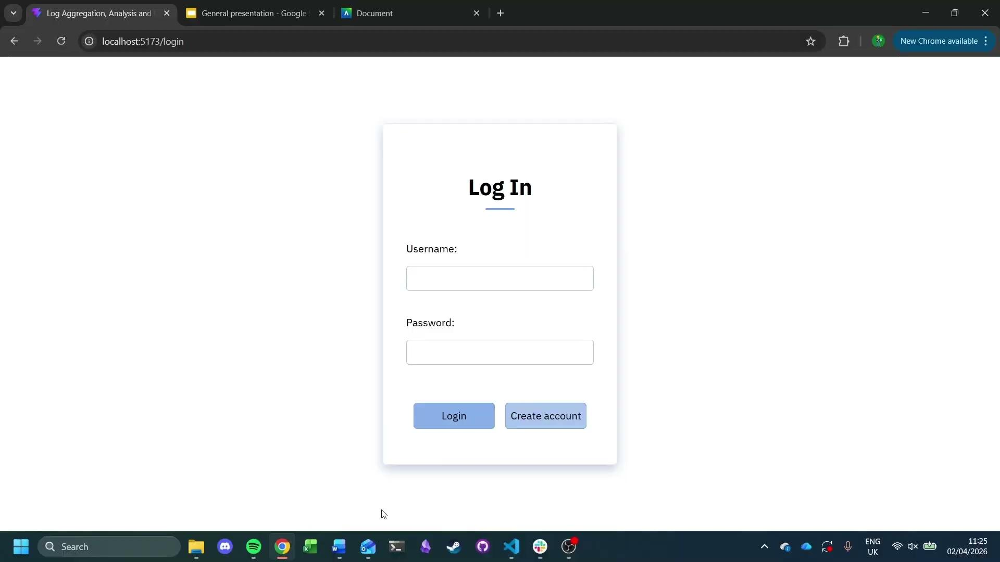 Log Aggregation, Analysis and
General presentation - Google
Document
localhost:5173/login
New Chrome available
Log In
Username:
Password:
Login
Create account
Search
ENG
UK
11:25
02/04/2026